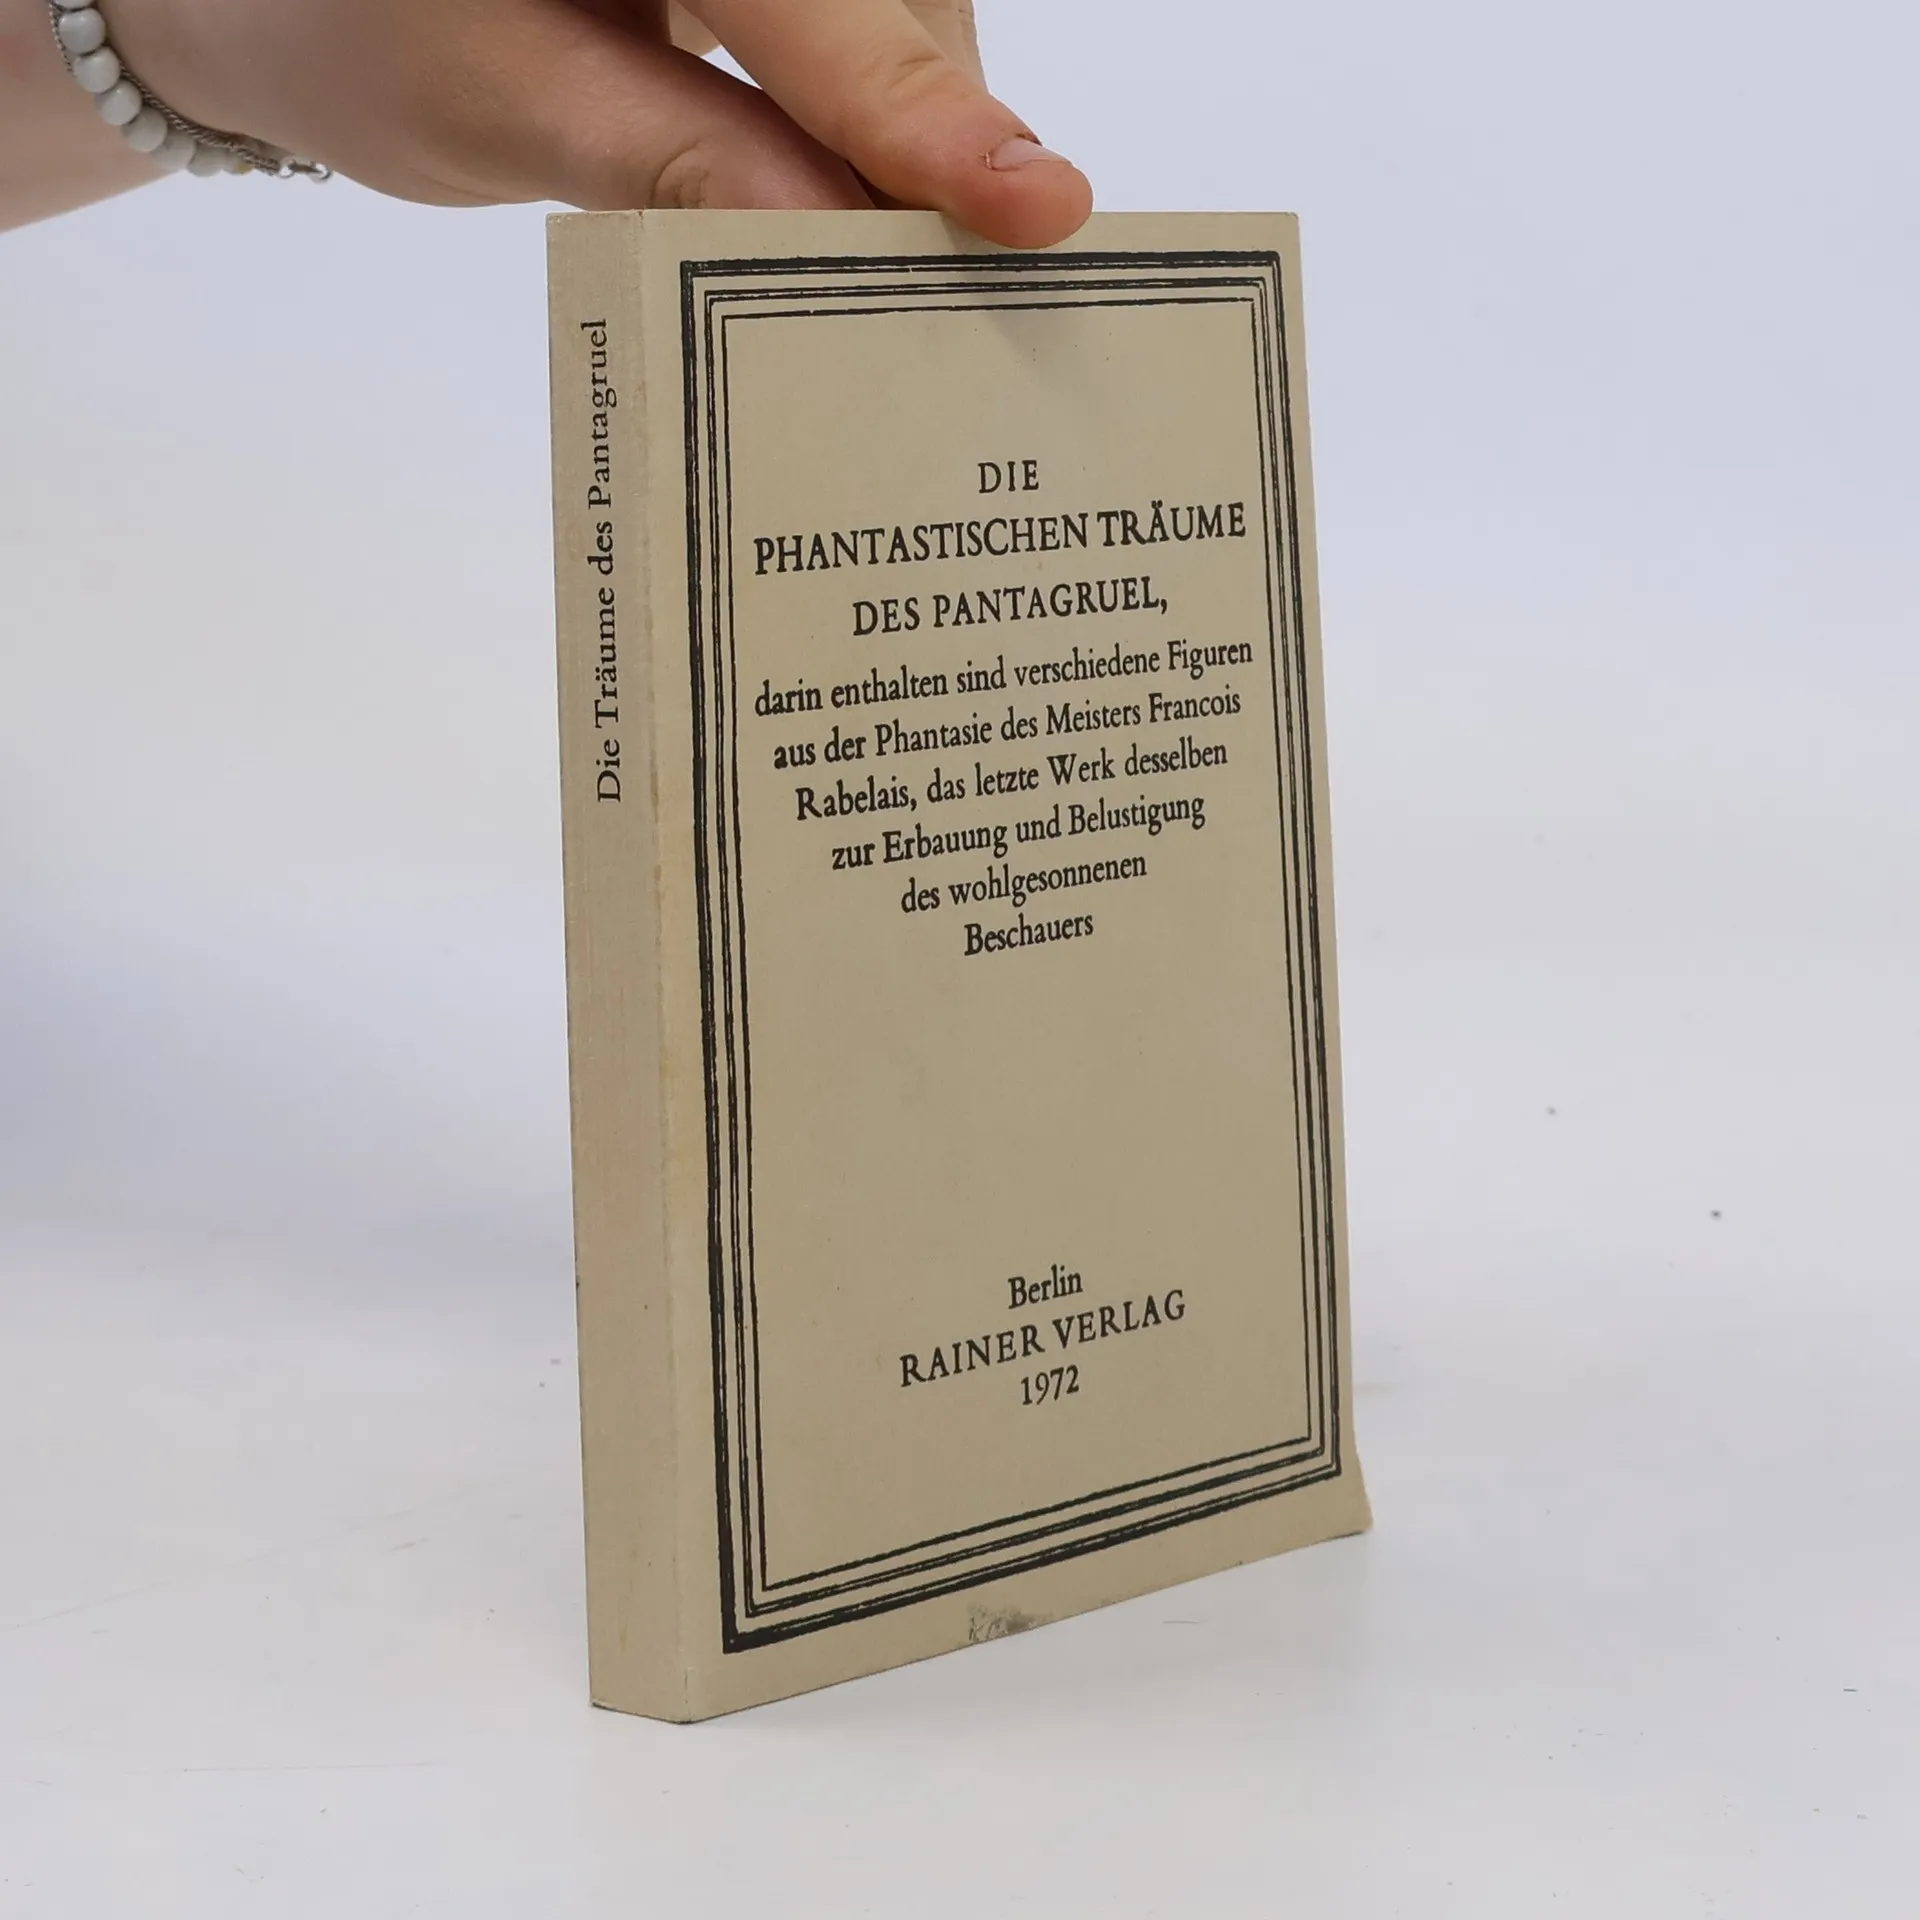 Die Träume des Pantagruel
DIE
PHANTASTISCHEN TRÄUME
DES PANTAGRUEL,
darin enthalten sind verschiedene Figuren
aus der Phantasie des Meisters Francois
Rabelais, das letzte Werk desselben
zur Erbauung und Belustigung
des wohlgesonnenen
Beschauers
Berlin
RAINER VERLAG
1972